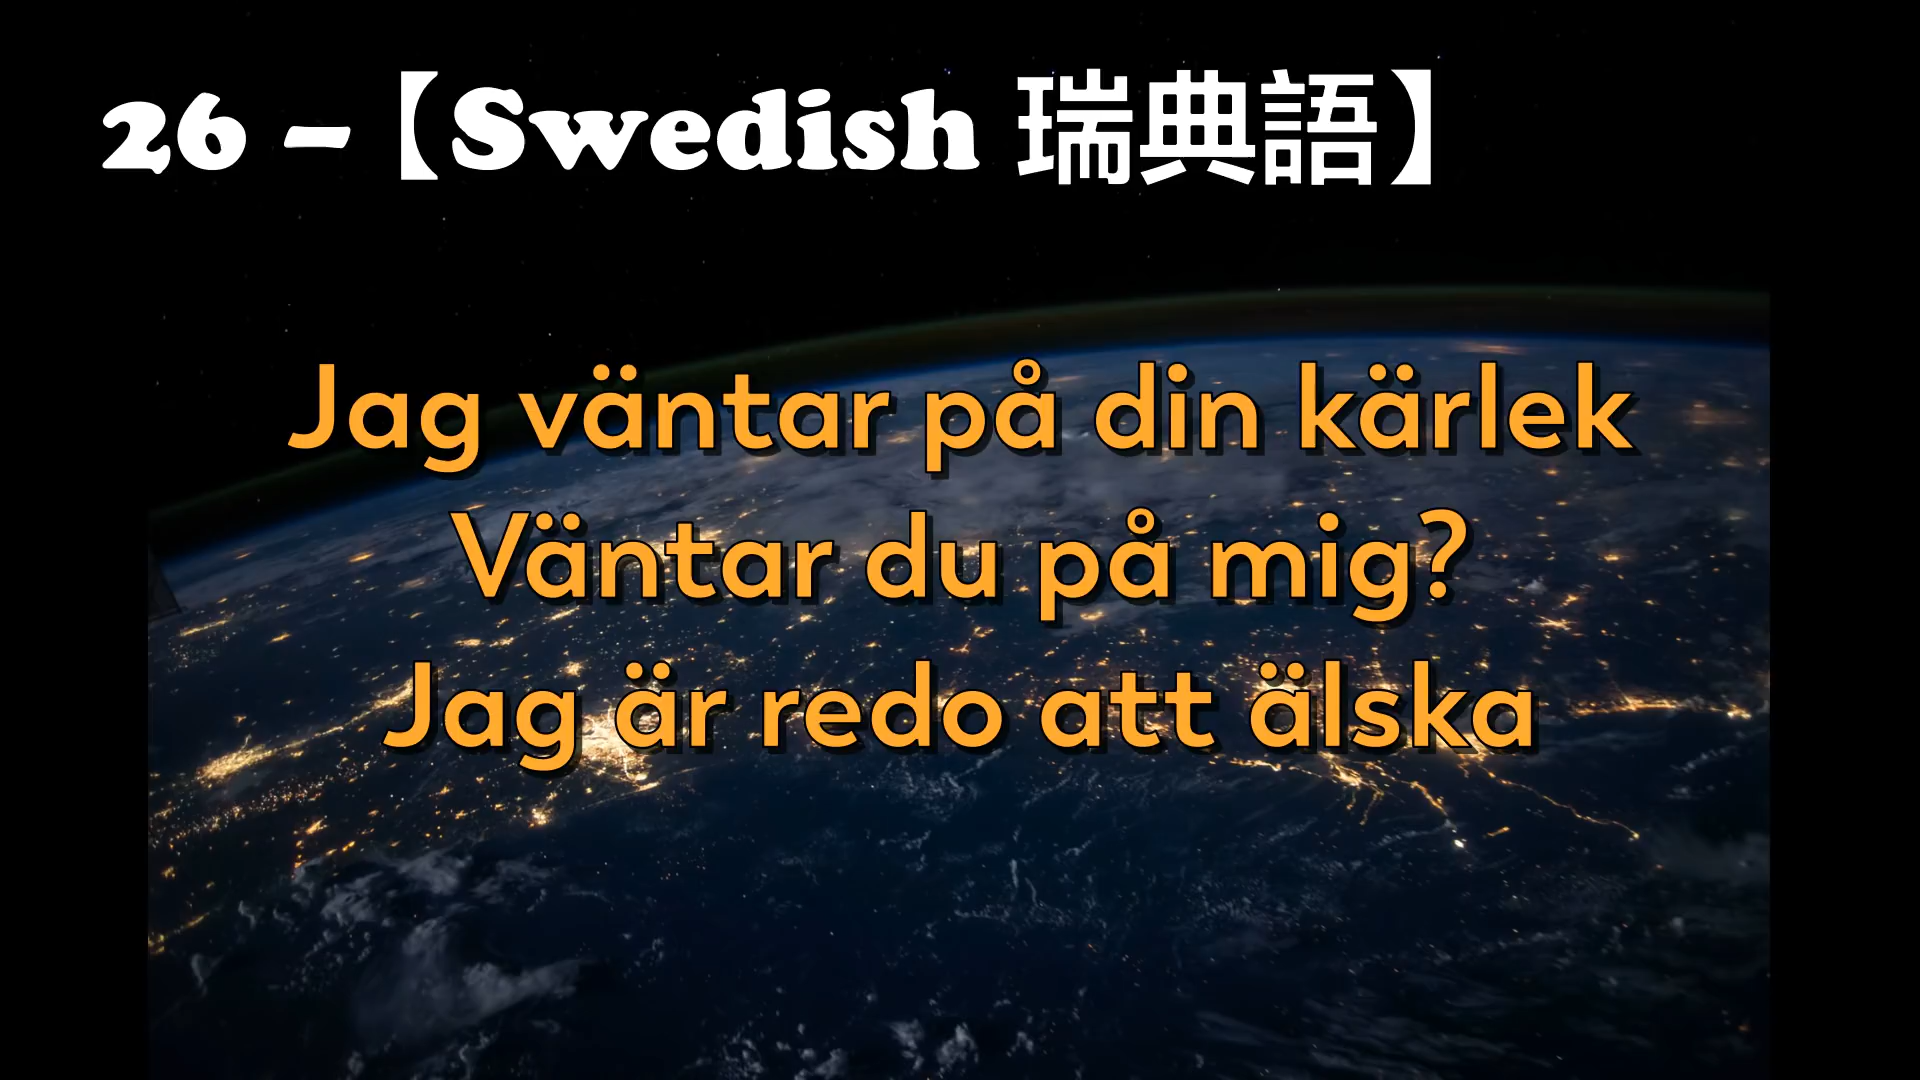 26 –【Swedish 瑞典語】
Jag väntar på din kärlek
Väntar du på mig?
Jag är redo att älska